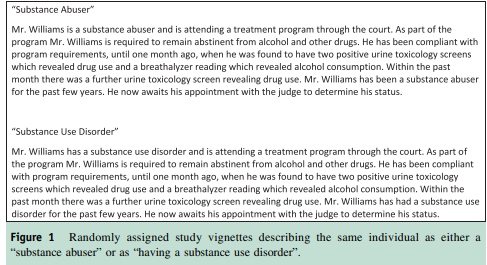 “Substance Abuser”
Mr. Williams is a substance abuser and is attending a treatment program through the court. As part of the
program Mr. Williams is required to remain abstinent from alcohol and other drugs. He has been compliant with
program requirements, until one month ago, when he was found to have two positive urine toxicology screens
which revealed drug use and a breathalyzer reading which revealed alcohol consumption. Within the past
month there was a further urine toxicology screen revealing drug use. Mr. Williams has been a substance abuser
for the past few years. He now awaits his appointment with the judge to determine his status.
“Substance Use Disorder”
Mr. Williams has a substance use disorder and is attending a treatment program through the court. As part of
the program Mr. Williams is required to remain abstinent from alcohol and other drugs. He has been compliant
with program requirements, until one month ago, when he was found to have two positive urine toxicology
screens which revealed drug use and a breathalyzer reading which revealed alcohol consumption. Within the
past month there was a further urine toxicology screen revealing drug use. Mr. Williams has had a substance use
disorder for the past few years. He now awaits his appointment with the judge to determine his status.
Figure 1 Randomly assigned study vignettes describing the same individual as either a
“substance abuser” or as “having a substance use disorder”.